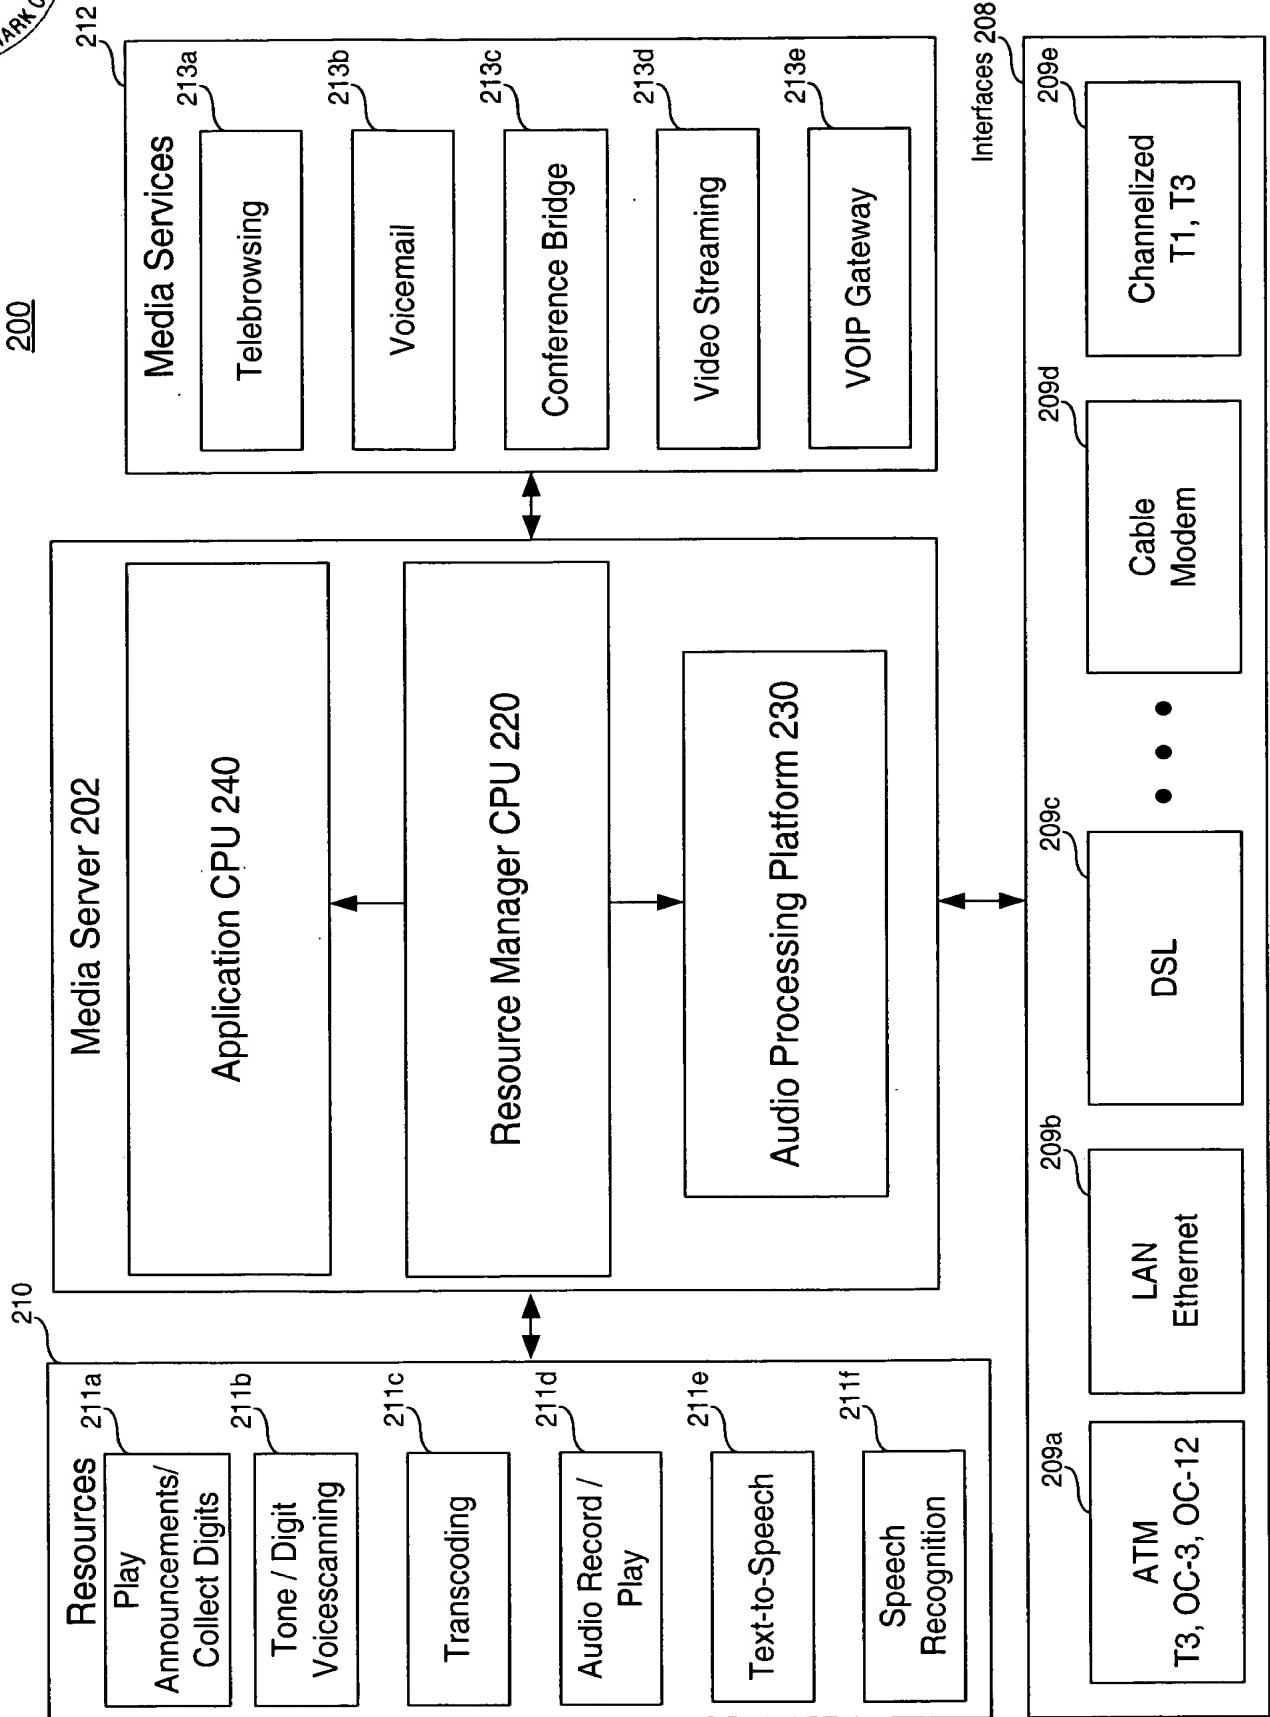 ARK O
200
210
Resources
211a
Play
Announcements/
Collect Digits
211b
Tone / Digit
Voicescanning
211c
Transcoding
211d
Audio Record /
Play
211e
Text-to-Speech
211f
Speech
Recognition
Media Server 202
Application CPU 240
Resource Manager CPU 220
Audio Processing Platform 230
212
Media Services
213a
Telebrowsing
213b
Voicemail
213c
Conference Bridge
213d
Video Streaming
213e
VOIP Gateway
Interfaces 208
209a
ATM
T3, OC-3, OC-12
209b
LAN
Ethernet
209c
DSL
209d
Cable
Modem
209e
Channelized
T1, T3